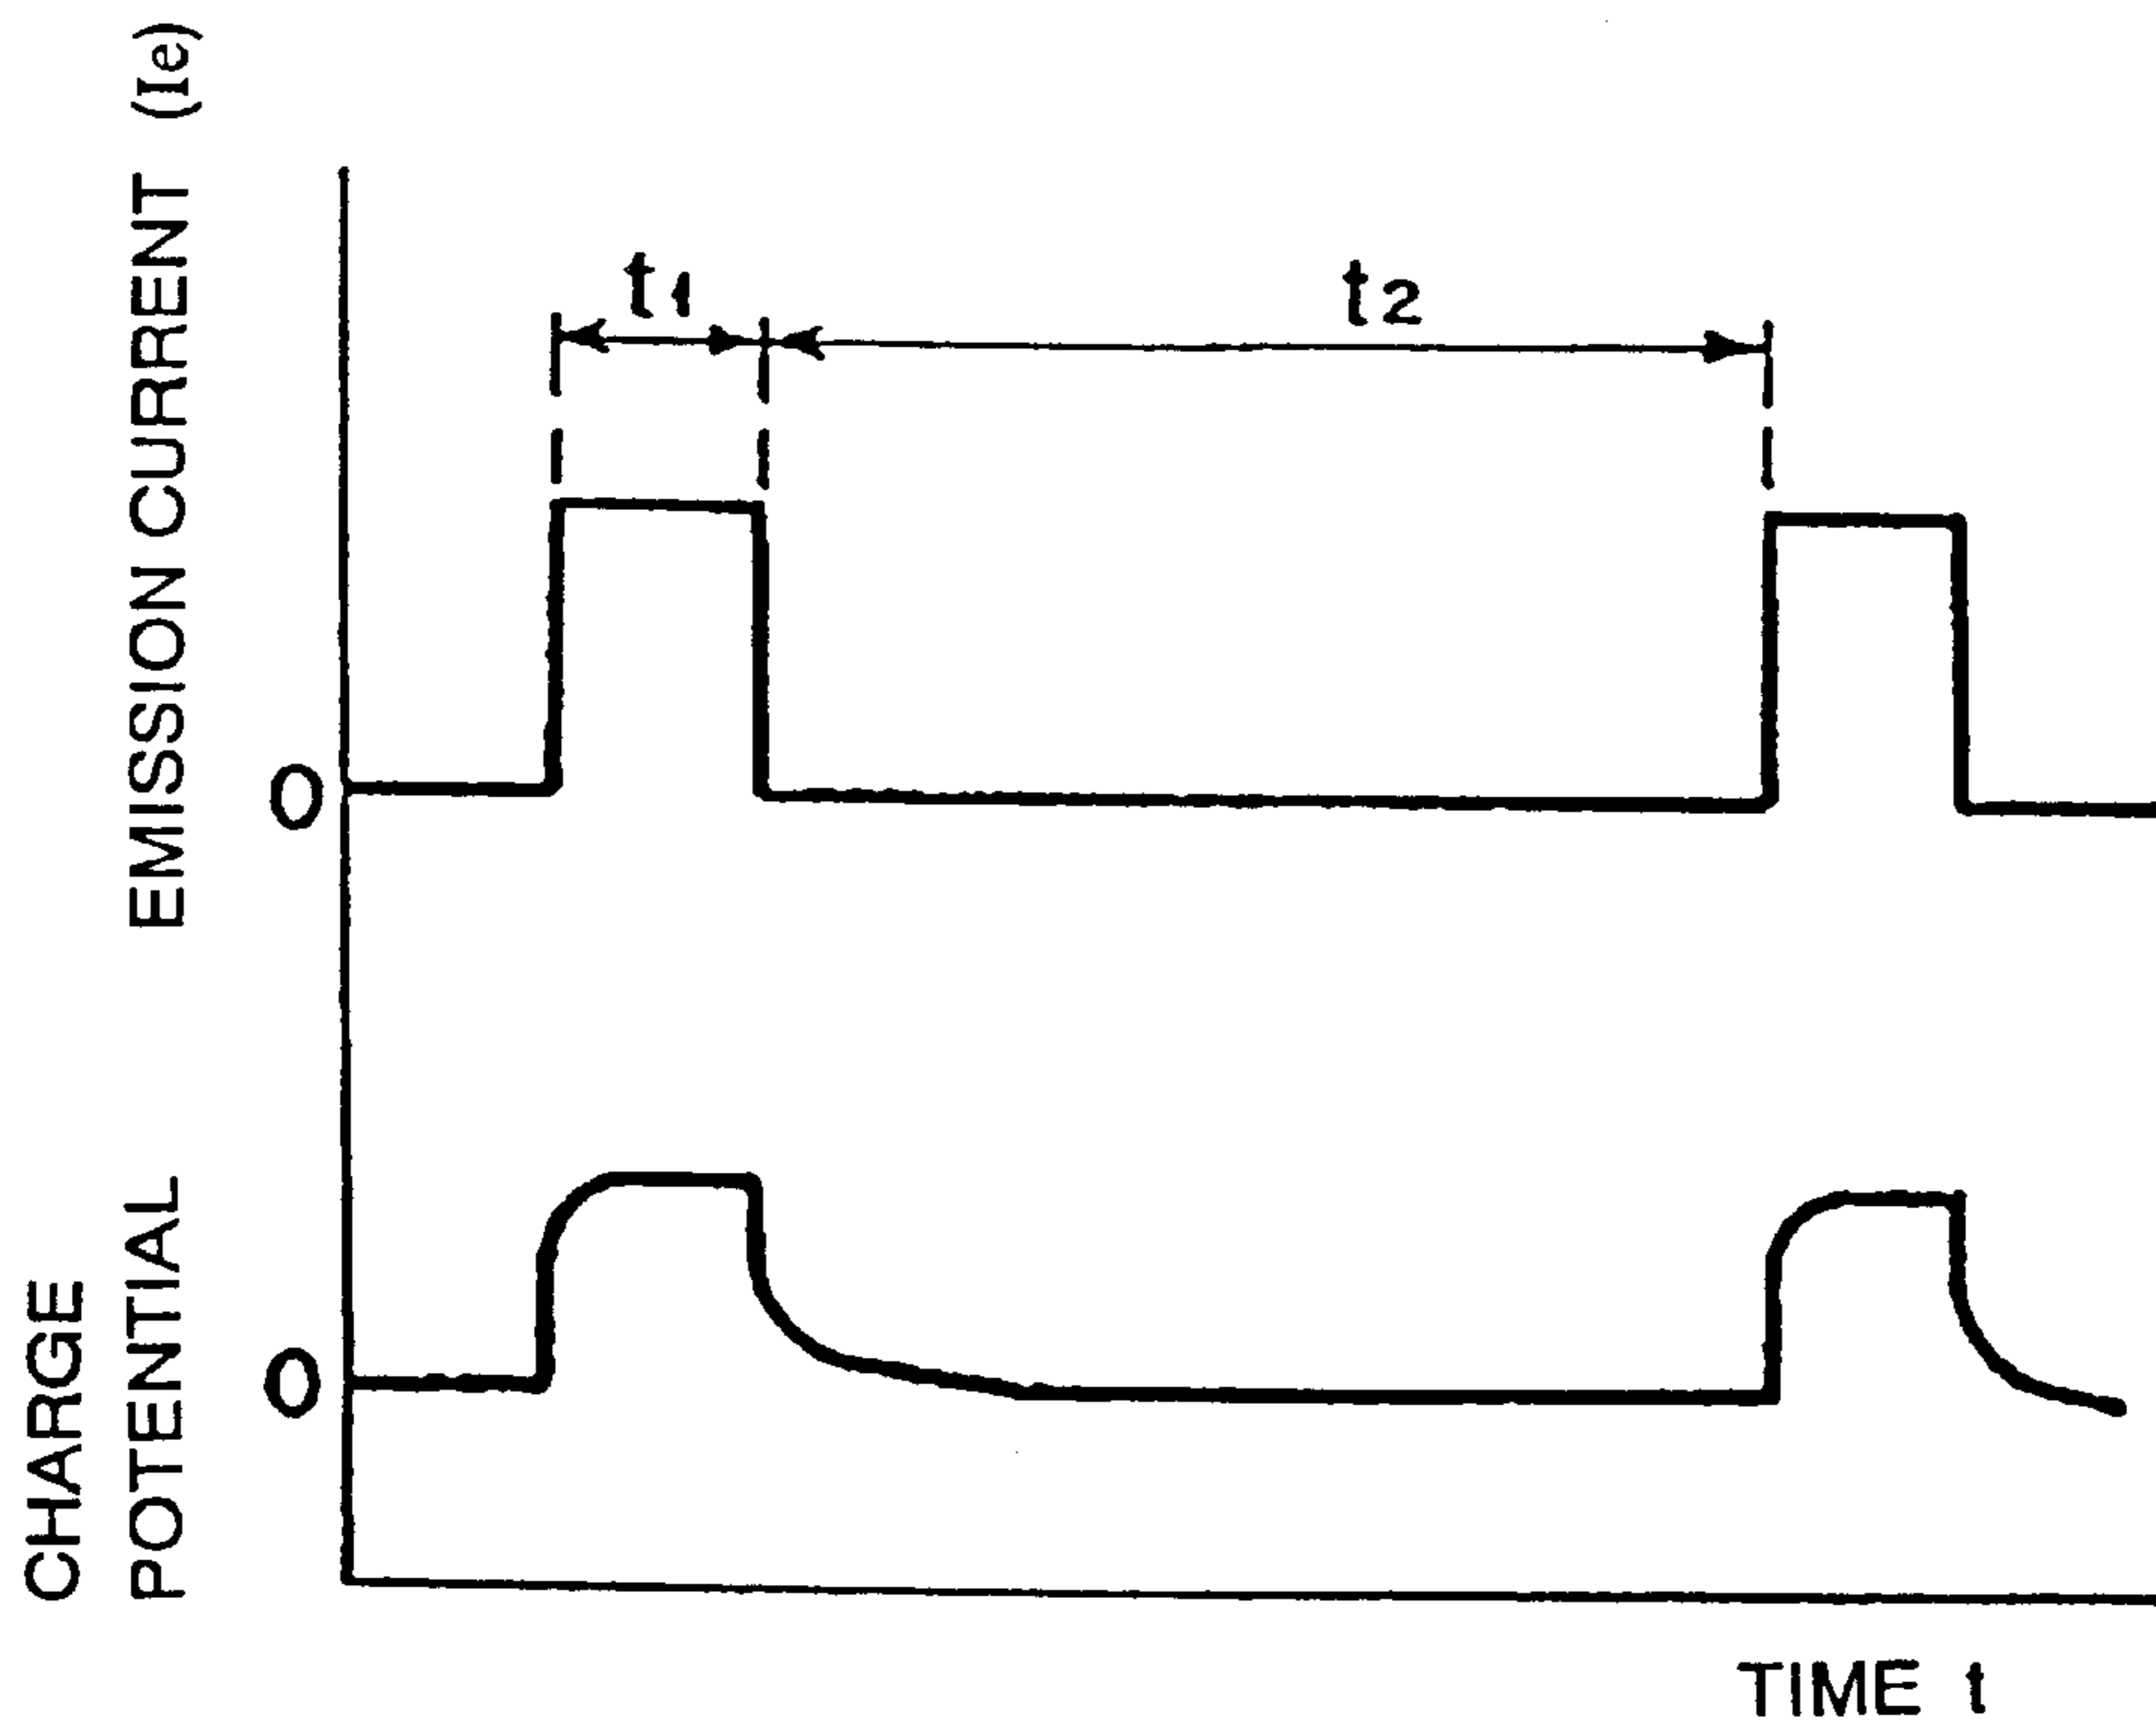 EMISSION CURRENT (Ie)
t1
t2
0
CHARGE
POTENTIAL
0
TIME t